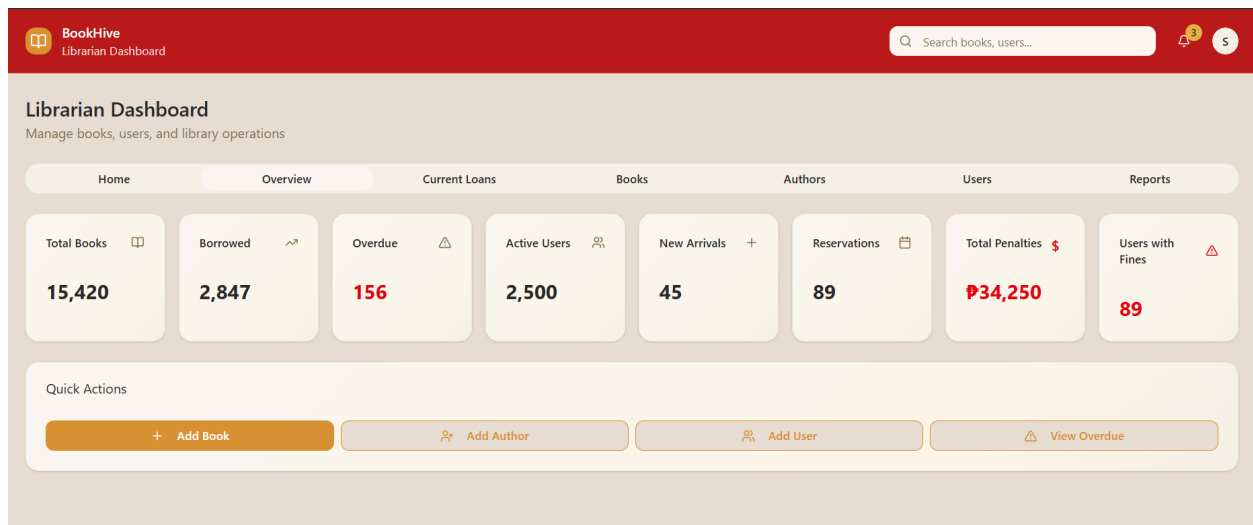 BookHive
Librarian Dashboard
Search books, users...
3
S
Librarian Dashboard
Manage books, users, and library operations
Home Overview Current Loans Books Authors Users Reports
Total Books
15,420
Borrowed
2,847
Overdue
156
Active Users
2,500
New Arrivals
45
Reservations
89
Total Penalties $
₱34,250
Users with
Fines
89
Quick Actions
+ Add Book
Add Author
Add User
View Overdue